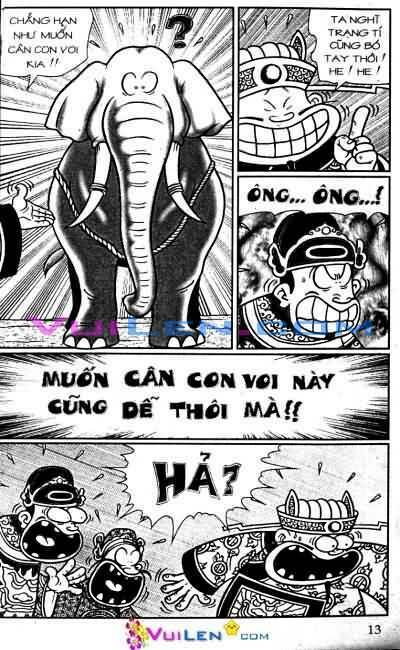 CHẲNG HẠN
NHƯ MUỐN
CÂN CON VOI
KIA!!
?
TA NGHĨ
TRẠNG TÍ
CŨNG BÓ
TAY THÔI!
HE! HE!
ÔNG... ÔNG...!
VUILEN.COM
MUỐN CÂN CON VOI NÀY
CŨNG DỄ THÔI MÀ!!
HẢ?
13
VUILEN.COM